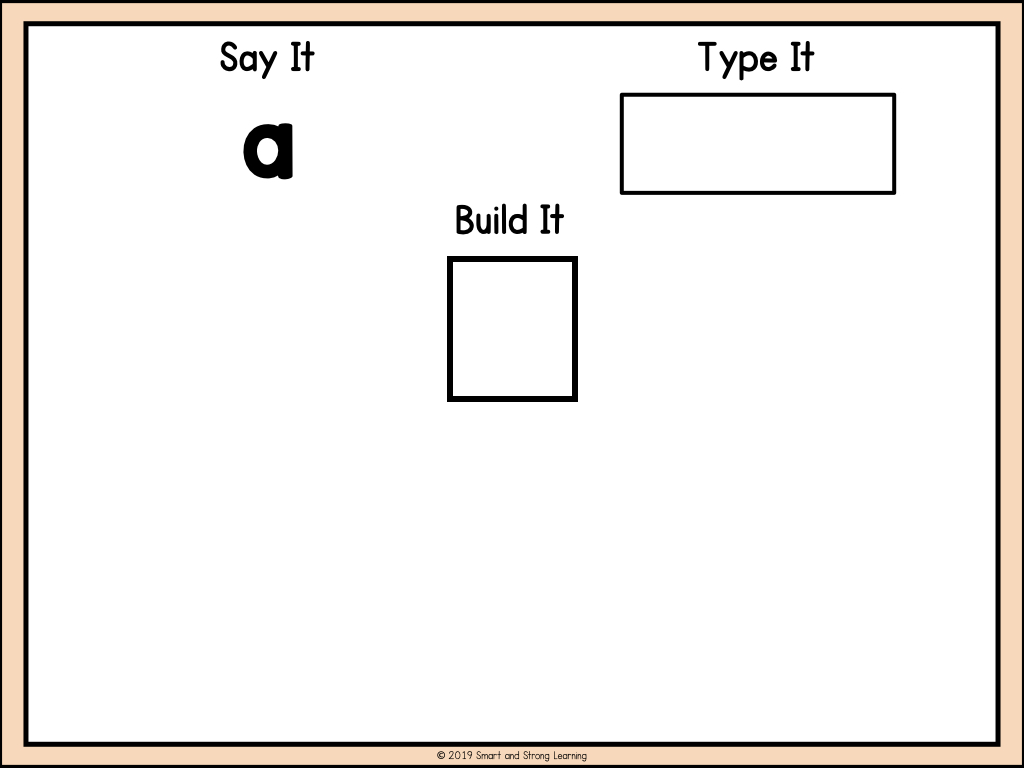 Say It
Type It
a
Build It
© 2019 Smart and Strong Learning